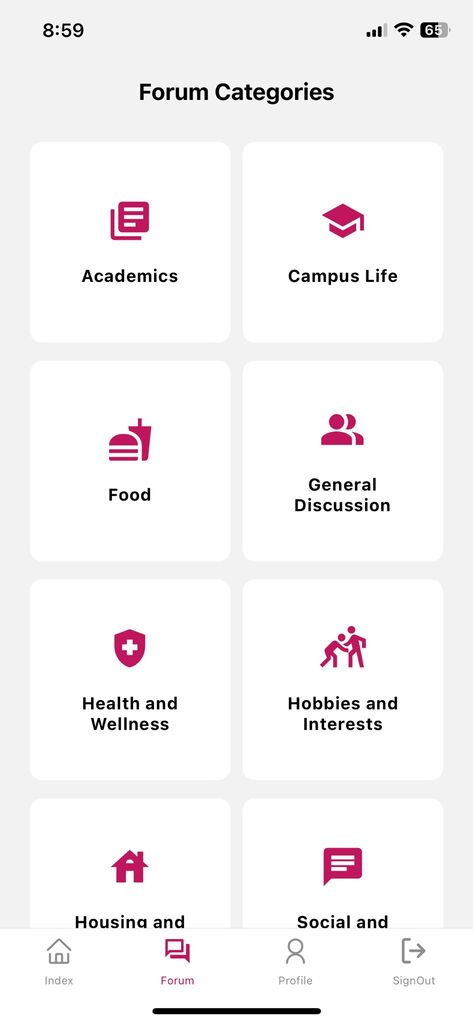 8:59
65
Forum Categories
Academics
Campus Life
Food
General
Discussion
Health and
Wellness
Hobbies and
Interests
Housing and
Social and
Index
Forum
Profile
SignOut